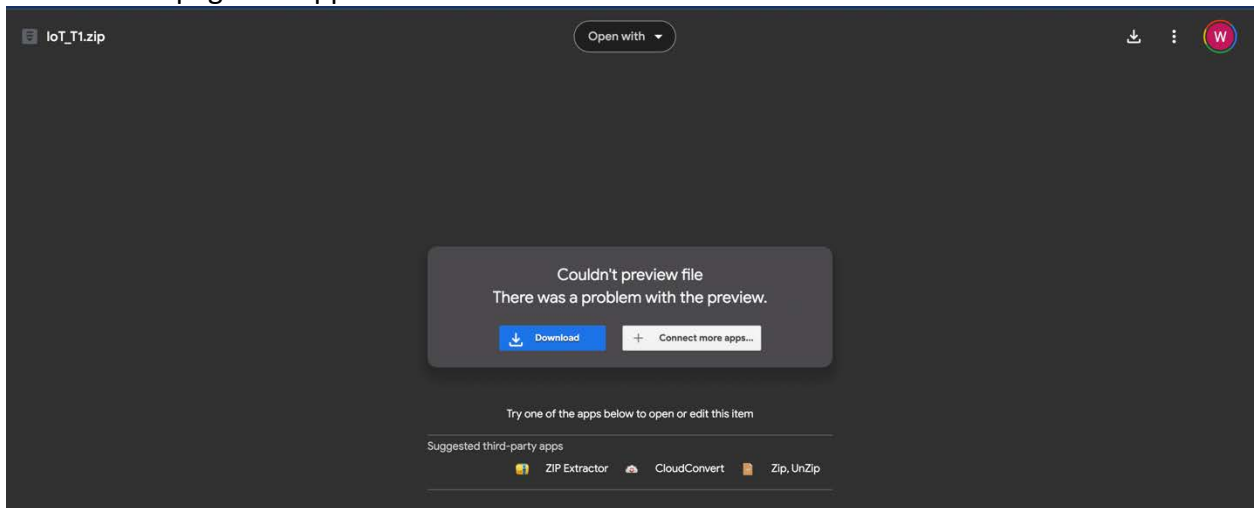 IoT_T1.zip
Open with
W
Couldn't preview file
There was a problem with the preview.
Download
+ Connect more apps...
Try one of the apps below to open or edit this item
Suggested third-party apps
ZIP Extractor CloudConvert Zip, UnZip